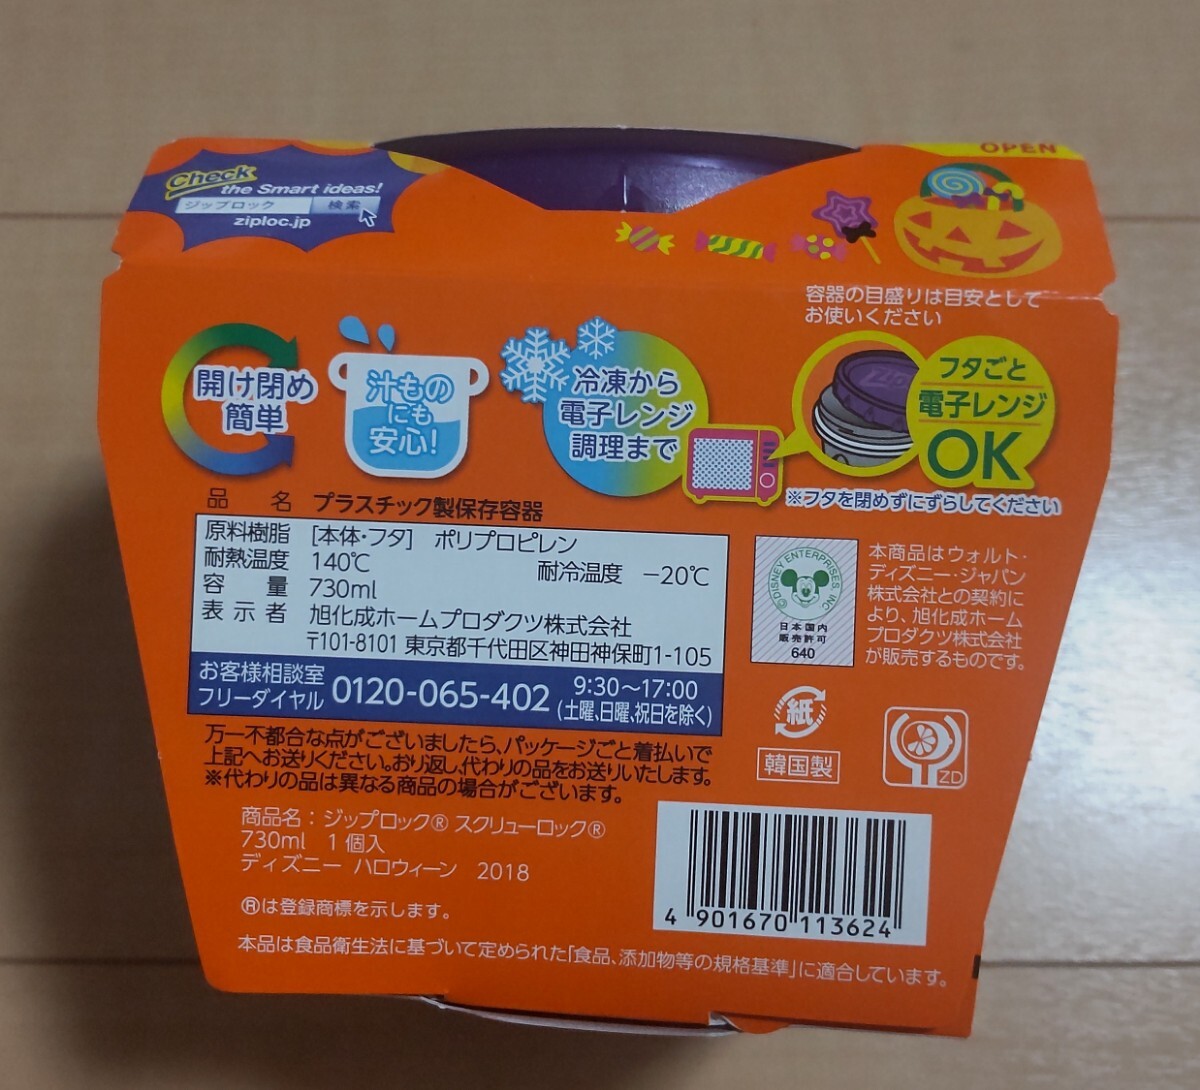 Check
the Smart ideas!
ジップロック 検索
ziploc.jp
OPEN
容器の目盛りは目安として
お使いください
開け閉め
簡単
汁もの
にも
安心!
冷凍から
電子レンジ
調理まで
フタごと
電子レンジ
OK
※フタを閉めずにずらしてください
品名 プラスチック製保存容器
原料樹脂 [本体・フタ] ポリプロピレン
耐熱温度 140℃ 耐冷温度 −20℃
容量 730ml
表示者 旭化成ホームプロダクツ株式会社
〒101-8101 東京都千代田区神田神保町1-105
お客様相談室
フリーダイヤル 0120-065-402 9:30〜17:00
(土曜、日曜、祝日を除く)
万一不都合な点がございましたら、パッケージごと着払いで
上記へお送りください。おり返し、代わりの品をお送りいたします。
※代わりの品は異なる商品の場合がございます。
©DISNEY ENTERPRISES, INC
日本国内
販売許可
640
本商品はウォルト・
ディズニー・ジャパン
株式会社との契約に
より、旭化成ホーム
プロダクツ株式会社
が販売するものです。
紙
韓国製
ZD
商品名：ジップロック® スクリューロック®
730ml 1個入
ディズニー ハロウィーン 2018
®は登録商標を示します。
4 901670 113624
本品は食品衛生法に基づいて定められた「食品、添加物等の規格基準」に適合しています。